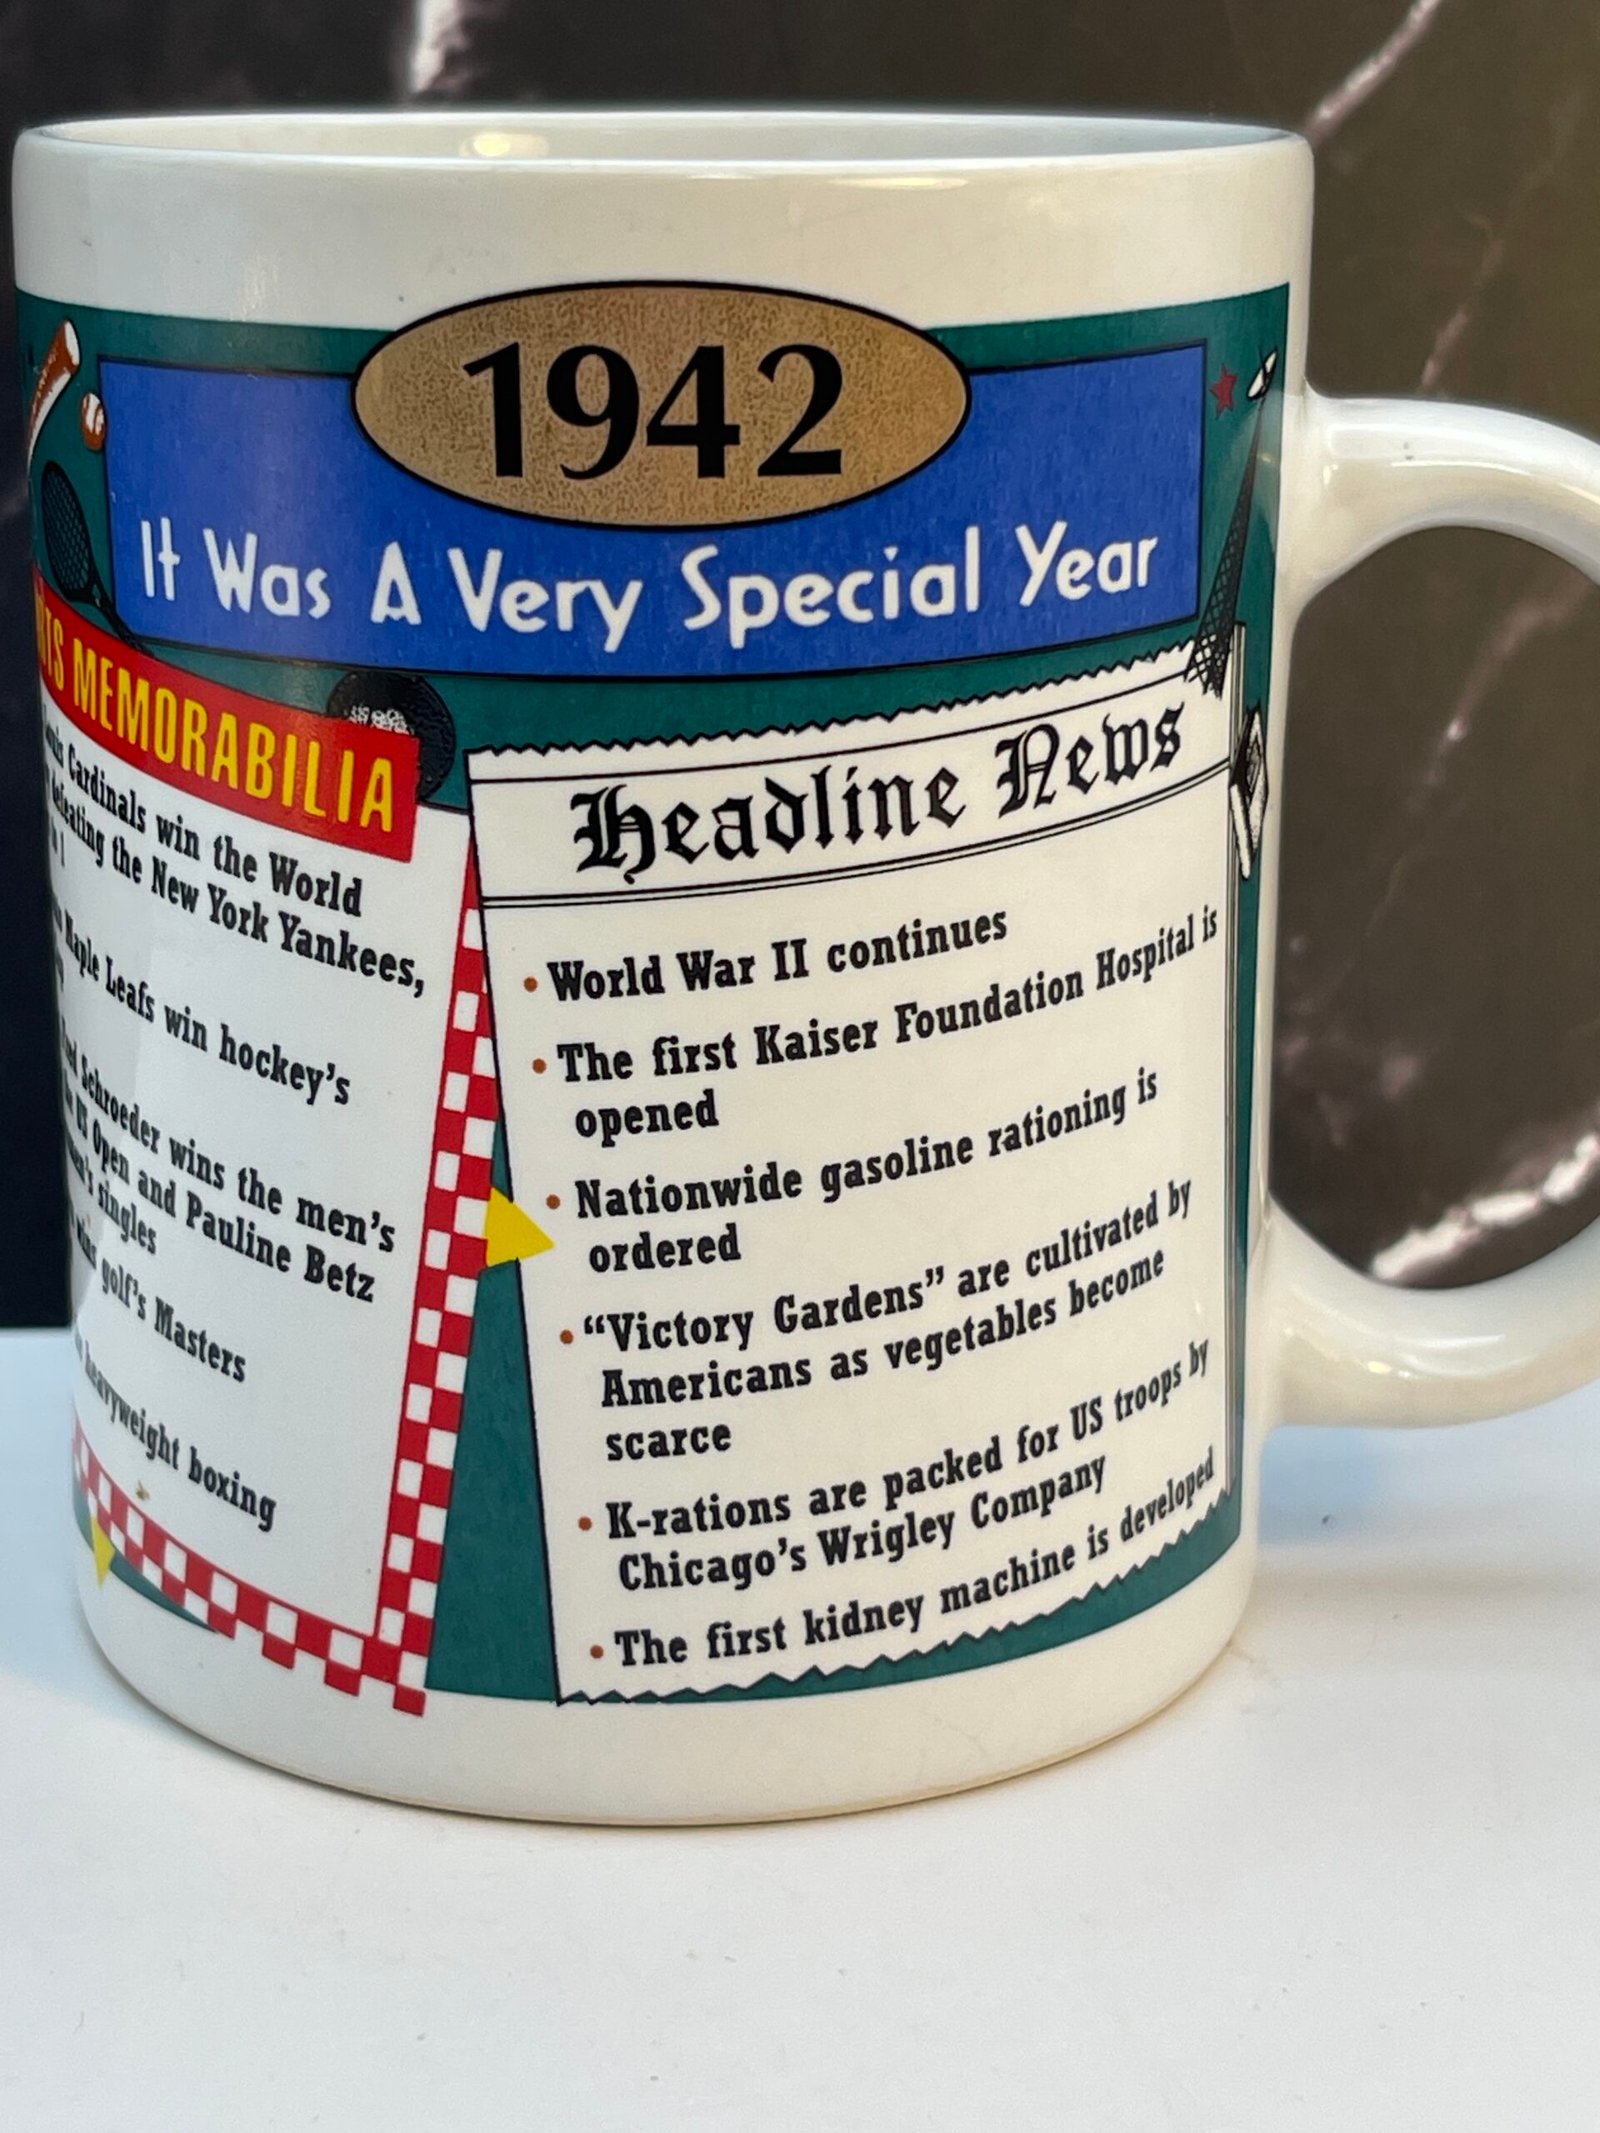 1942
It Was A Very Special Year
MEMORABILIA
Cardinals win the World
defeating the New York Yankees,
Maple Leafs win hockey's
Schroeder wins the men's
US Open and Pauline Betz
singles
wins golf's Masters
heavyweight boxing
Headline News
• World War II continues
• The first Kaiser Foundation Hospital is
opened
• Nationwide gasoline rationing is
ordered
• “Victory Gardens” are cultivated by
Americans as vegetables become
scarce
• K-rations are packed for US troops by
Chicago's Wrigley Company
• The first kidney machine is developed